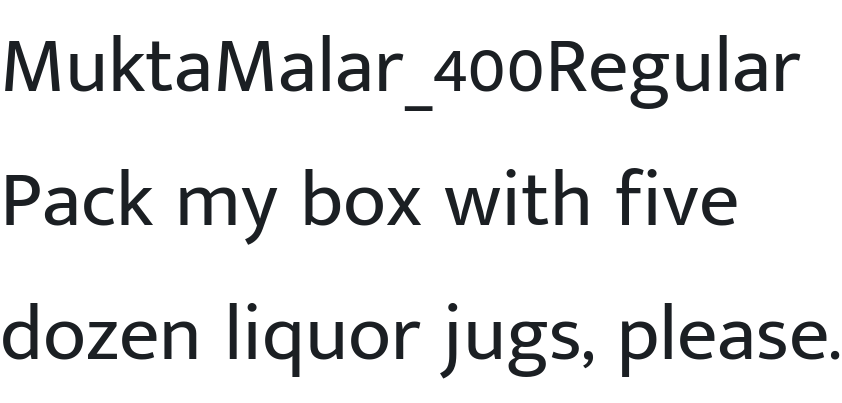 MuktaMalar_400Regular
Pack my box with five
dozen liquor jugs, please.